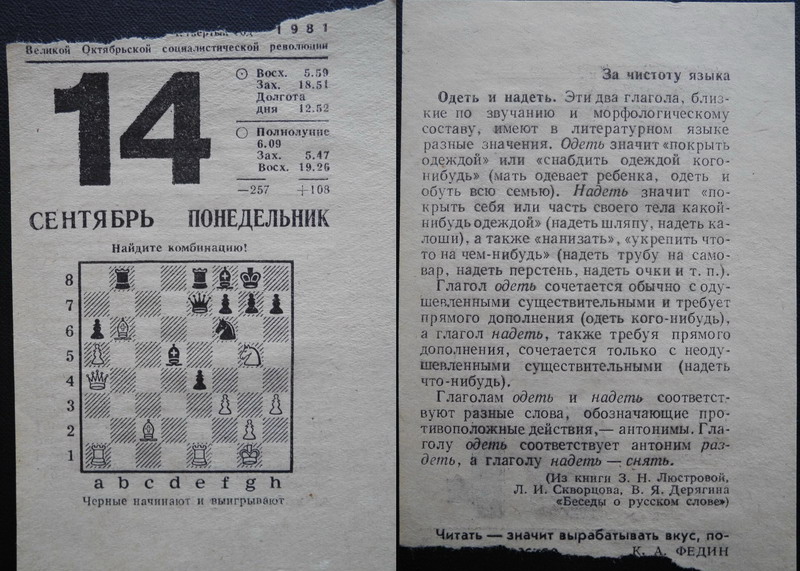 1981
Великой Октябрьской социалистической революции
14
Восх. 5.59
Зах. 18.51
Долгота
дня 12.52
Полнолуние
6.09
Зах. 5.47
Восх. 19.26
—257 +108
СЕНТЯБРЬ ПОНЕДЕЛЬНИК
Найдите комбинацию!
8
7
6
5
4
3
2
1
a b c d e f g h
Черные начинают и выигрывают
За чистоту языка
Одеть и надеть. Эти два глагола, близ-
кие по звучанию и морфологическому
составу, имеют в литературном языке
разные значения. Одеть значит «покрыть
одеждой» или «снабдить одеждой кого-
нибудь» (мать одевает ребенка, одеть и
обуть всю семью). Надеть значит «по-
крыть себя или часть своего тела какой-
нибудь одеждой» (надеть шляпу, надеть ка-
лоши), а также «нанизать», «укрепить что-
то на чем-нибудь» (надеть трубу на само-
вар, надеть перстень, надеть очки и т. п.).
Глагол одеть сочетается обычно с оду-
шевленными существительными и требует
прямого дополнения (одеть кого-нибудь),
а глагол надеть, также требуя прямого
дополнения, сочетается только с неоду-
шевленными существительными (надеть
что-нибудь).
Глаголам одеть и надеть соответст-
вуют разные слова, обозначающие про-
тивоположные действия,— антонимы. Гла-
голу одеть соответствует антоним раз-
деть, а глаголу надеть — снять.
(Из книги З. Н. Люстровой,
Л. И. Скворцова, В. Я. Дерягина
«Беседы о русском слове»)
Читать — значит вырабатывать вкус, по-
К. А. ФЕДИН